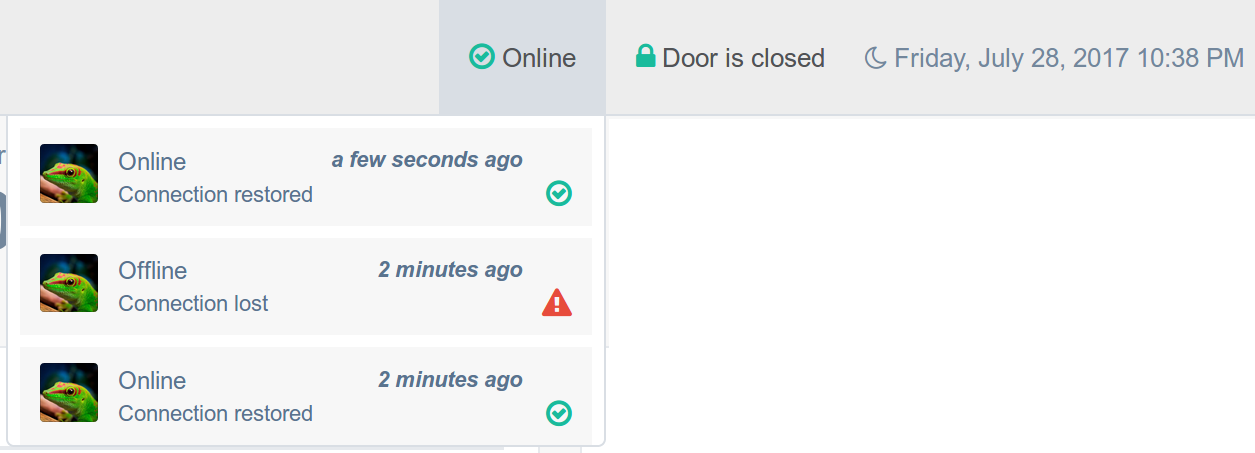 Online Door is closed Friday, July 28, 2017 10:38 PM
Online a few seconds ago
Connection restored
Offline 2 minutes ago
Connection lost
Online 2 minutes ago
Connection restored